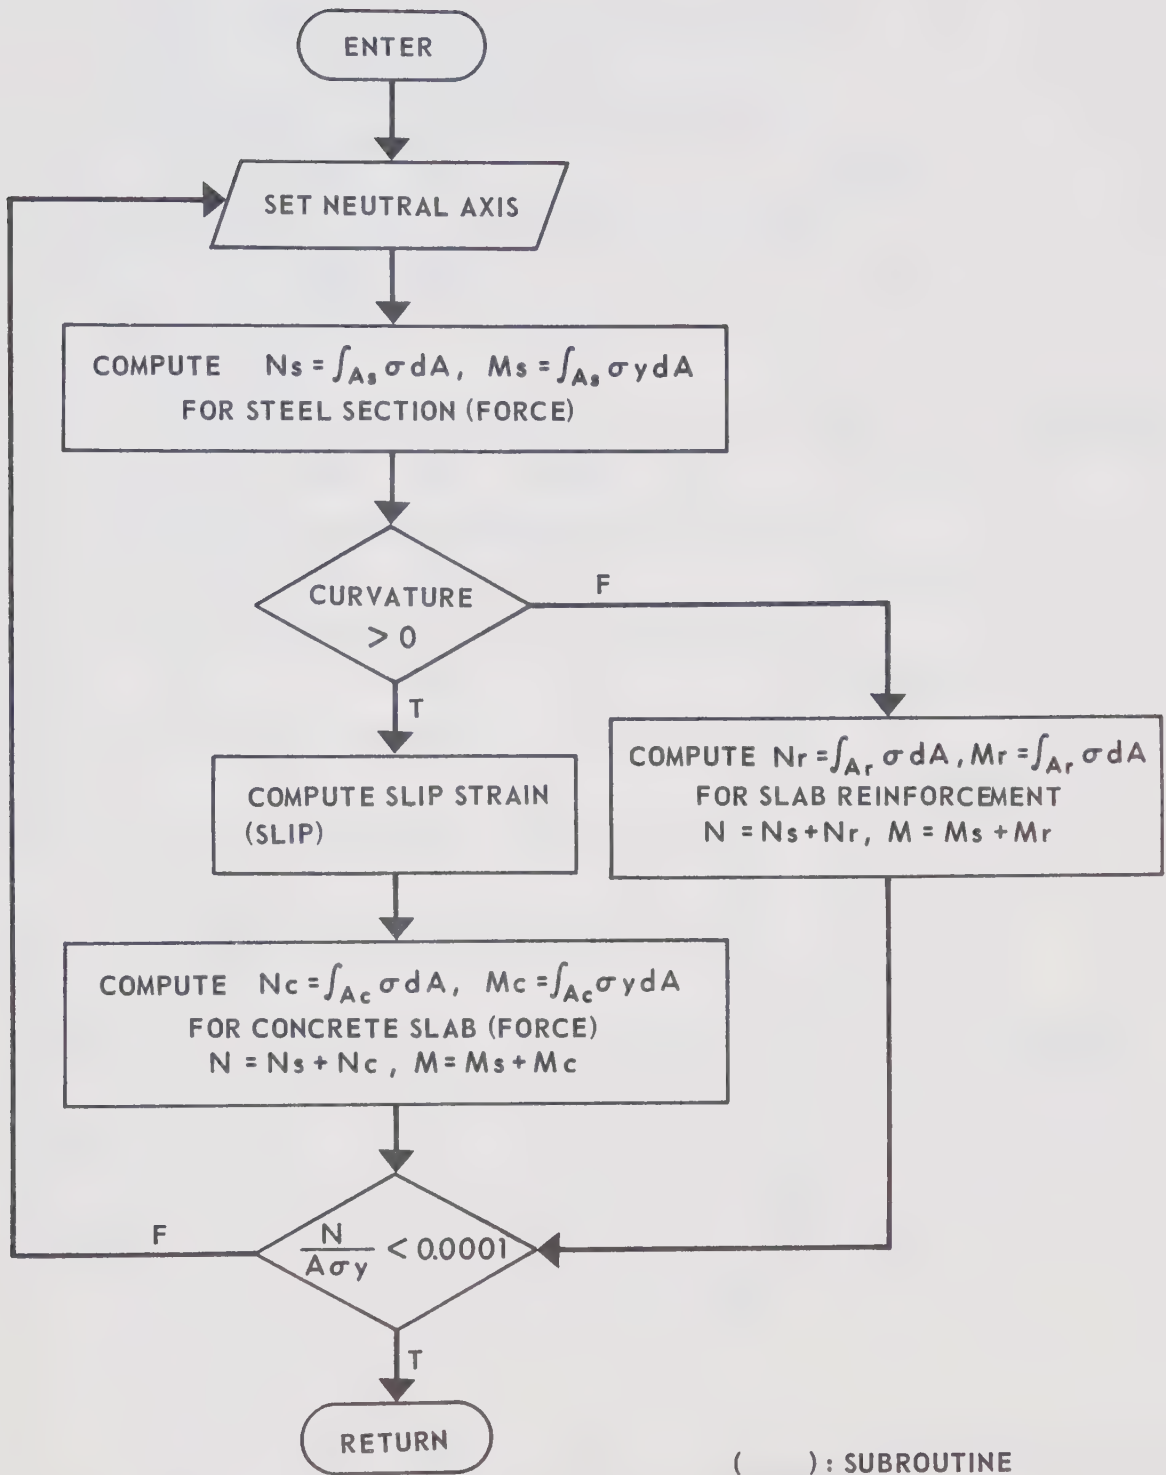 ENTER
SET NEUTRAL AXIS
COMPUTE Ns = ∫As σ dA, Ms = ∫As σ y dA
FOR STEEL SECTION (FORCE)
CURVATURE
> 0
F
T
COMPUTE SLIP STRAIN
(SLIP)
COMPUTE Nr = ∫Ar σ dA, Mr = ∫Ar σ dA
FOR SLAB REINFORCEMENT
N = Ns + Nr, M = Ms + Mr
COMPUTE Nc = ∫Ac σ dA, Mc = ∫Ac σ y dA
FOR CONCRETE SLAB (FORCE)
N = Ns + Nc, M = Ms + Mc
F
N
< 0.0001
Aσy
T
RETURN
( ): SUBROUTINE